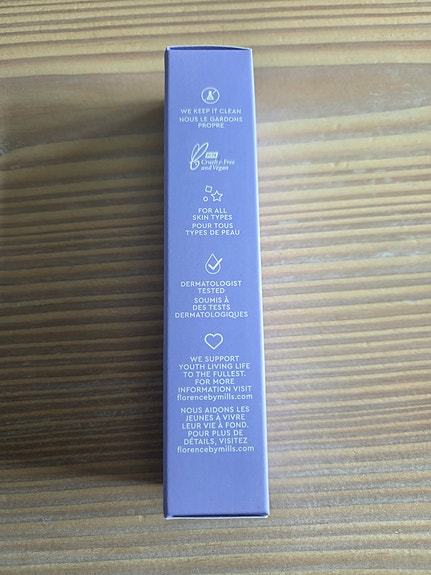 WE KEEP IT CLEAN
NOUS LE GARDONS
PROPRE
PETA
Cruelty-Free
and Vegan
FOR ALL
SKIN TYPES
POUR TOUS
TYPES DE PEAU
DERMATOLOGIST
TESTED
SOUMIS À
DES TESTS
DERMATOLOGIQUES
WE SUPPORT
YOUTH LIVING LIFE
TO THE FULLEST.
FOR MORE
INFORMATION VISIT
florencebymills.com
NOUS AIDONS LES
JEUNES À VIVRE
LEUR VIE À FOND.
POUR PLUS DE
DÉTAILS, VISITEZ
florencebymills.com